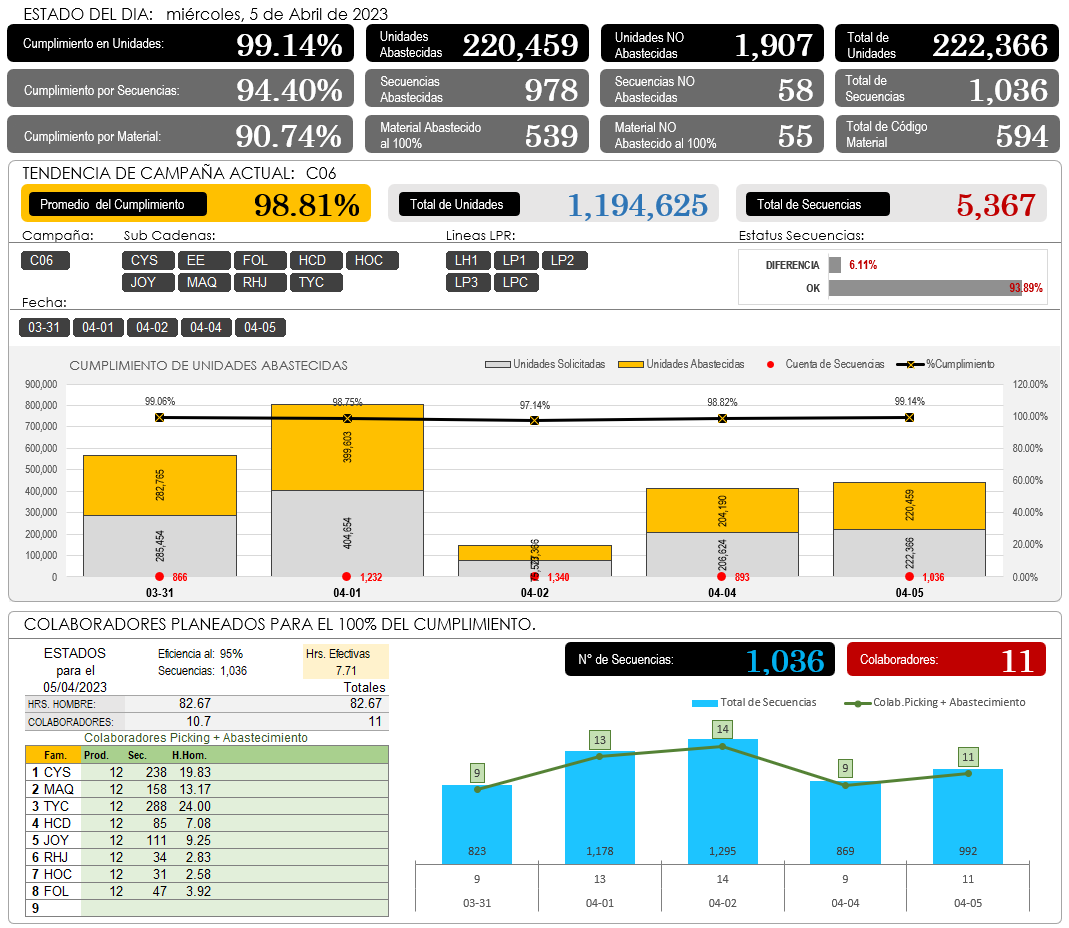 ESTADO DEL DIA: miércoles, 5 de Abril de 2023
Cumplimiento en Unidades: 99.14%
Unidades Abastecidas 220,459
Unidades NO Abastecidas 1,907
Total de Unidades 222,366
Cumplimiento por Secuencias: 94.40%
Secuencias Abastecidas 978
Secuencias NO Abastecidas 58
Total de Secuencias 1,036
Cumplimiento por Material: 90.74%
Material Abastecido al 100% 539
Material NO Abastecido al 100% 55
Total de Código Material 594
TENDENCIA DE CAMPAÑA ACTUAL: C06
Promedio del Cumplimiento 98.81%
Total de Unidades 1,194,625
Total de Secuencias 5,367
Campaña: Sub Cadenas: Lineas LPR: Estatus Secuencias:
C06 CYS EE FOL HCD HOC LH1 LP1 LP2
JOY MAQ RHJ TYC LP3 LPC
DIFERENCIA 6.11%
OK 93.89%
Fecha:
03-31 04-01 04-02 04-04 04-05
CUMPLIMIENTO DE UNIDADES ABASTECIDAS
Unidades Solicitadas Unidades Abastecidas Cuenta de Secuencias %Cumplimiento
900,000 120.00%
800,000 100.00%
700,000 80.00%
600,000 60.00%
500,000 40.00%
400,000 20.00%
300,000 0.00%
200,000
100,000
0
99.06% 98.75% 97.14% 98.82% 99.14%
282,765 399,603 204,190 220,459
285,454 404,654 206,624 222,366
866 1,232 1,340 893 1,036
03-31 04-01 04-02 04-04 04-05
COLABORADORES PLANEADOS PARA EL 100% DEL CUMPLIMIENTO.
ESTADOS para el 05/04/2023
Eficiencia al: 95%
Secuencias: 1,036
Hrs. Efectivas
7.71
Totales
HRS. HOMBRE: 82.67 82.67
COLABORADORES: 10.7 11
Colaboradores Picking + Abastecimiento
Fam. Prod. Sec. H.Hom.
1 CYS 12 238 19.83
2 MAQ 12 158 13.17
3 TYC 12 288 24.00
4 HCD 12 85 7.08
5 JOY 12 111 9.25
6 RHJ 12 34 2.83
7 HOC 12 31 2.58
8 FOL 12 47 3.92
9
N° de Secuencias: 1,036
Colaboradores: 11
Total de Secuencias Colab.Picking + Abastecimiento
9 13 14 9 11
823 1,178 1,295 869 992
9 13 14 9 11
03-31 04-01 04-02 04-04 04-05